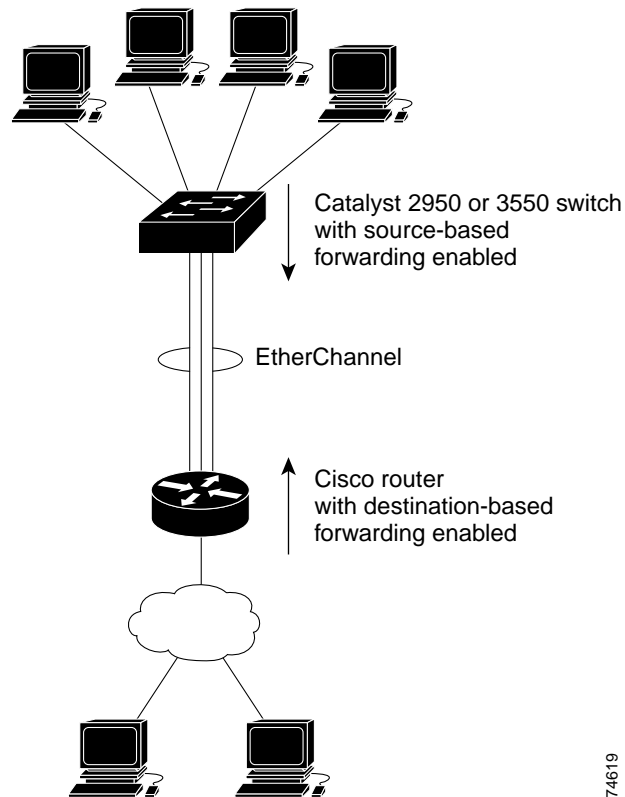 Catalyst 2950 or 3550 switch
with source-based
forwarding enabled
EtherChannel
Cisco router
with destination-based
forwarding enabled
74619